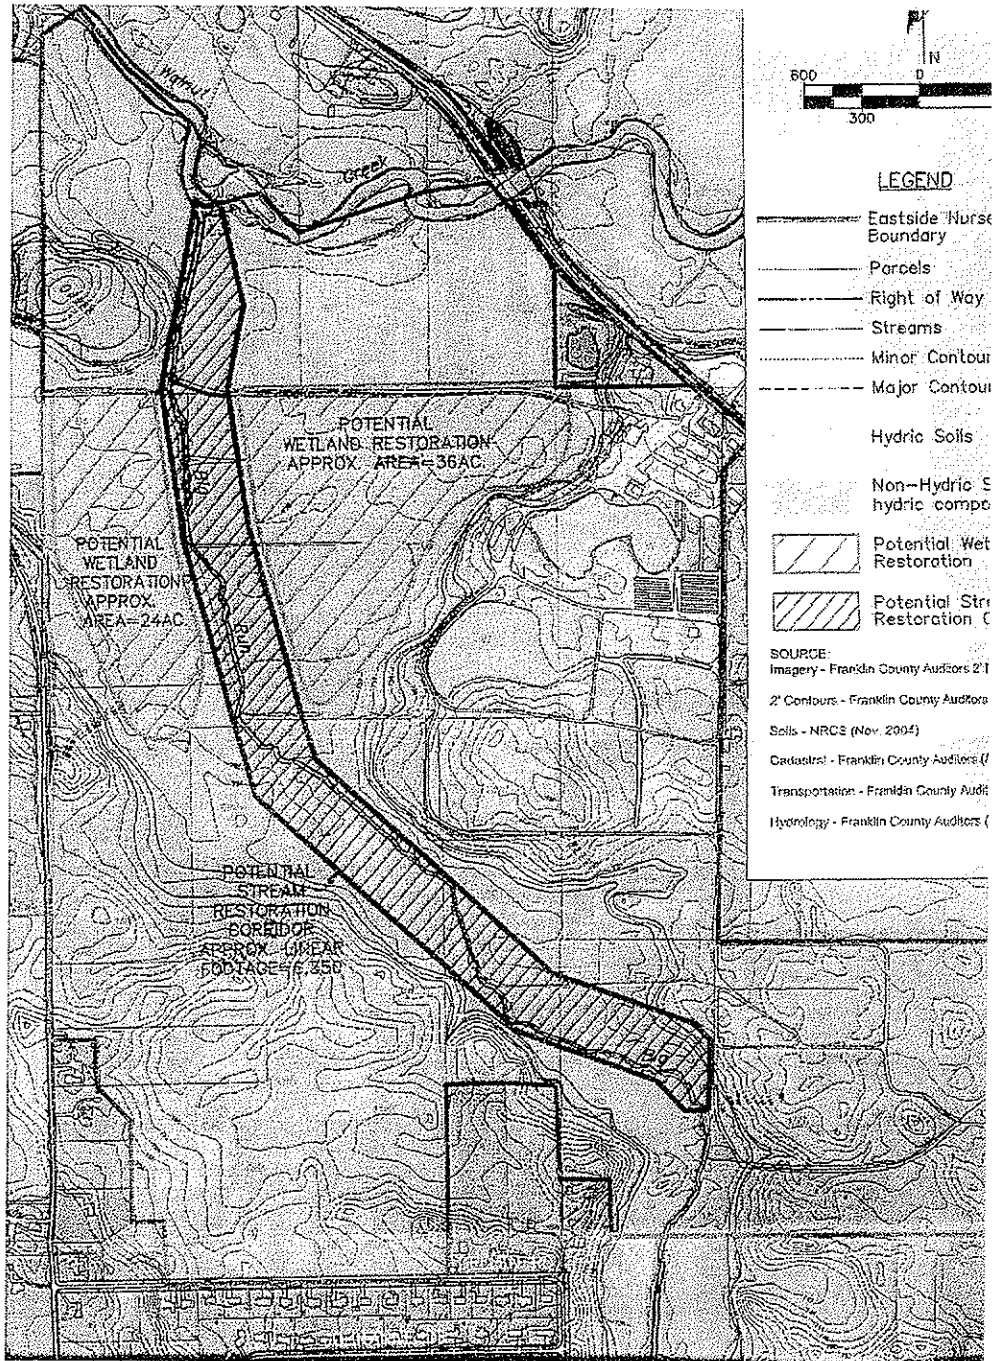 Walnut
Creek
N
600 0
300
LEGEND
Eastside Nurse
Boundary
Parcels
Right of Way
Streams
Minor Contour
Major Contour
Hydric Soils
Non-Hydric S
hydric compo
Potential Wet
Restoration
Potential Stre
Restoration C
SOURCE:
Imagery - Franklin County Auditors 2'
2' Contours - Franklin County Auditors
Soils - NRCS (Nov. 2004)
Cadastral - Franklin County Auditors (
Transportation - Franklin County Audit
Hydrology - Franklin County Auditors (
POTENTIAL
WETLAND RESTORATION
APPROX. AREA=36AC.
POTENTIAL
WETLAND
RESTORATION
APPROX.
AREA=24AC.
Big
Run
POTENTIAL
STREAM
RESTORATION
CORRIDOR
APPROX. LINEAR
Big